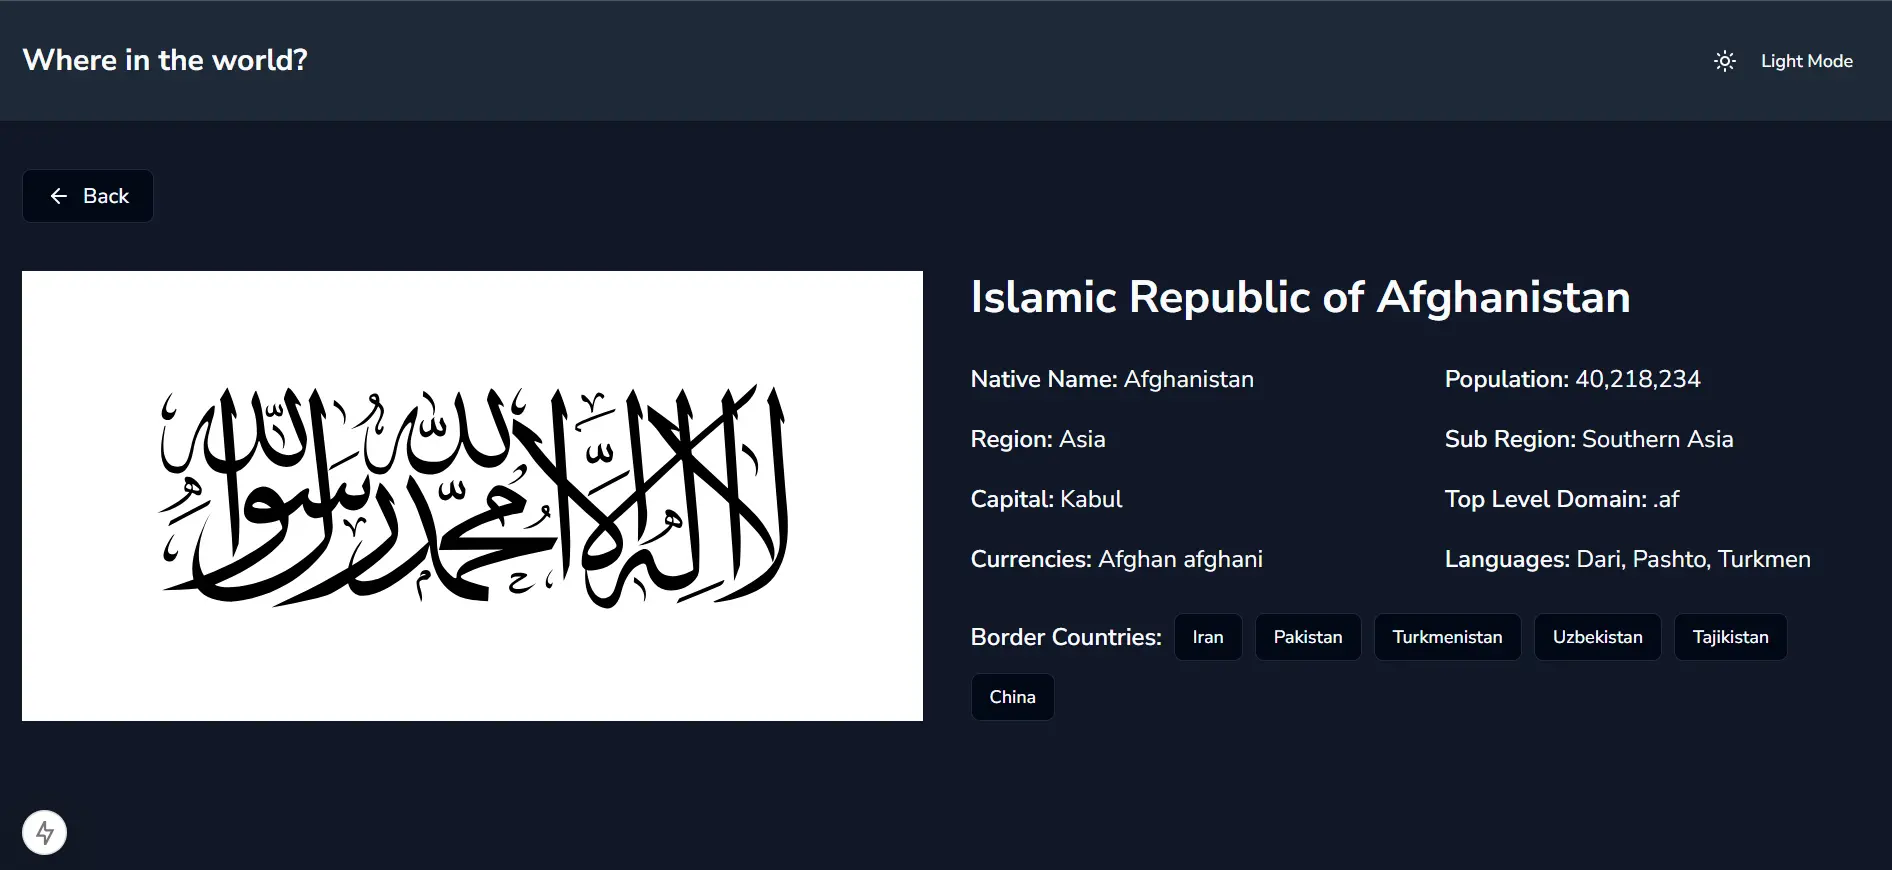 Where in the world?
Light Mode
Back
لا إله إلا الله محمد رسول الله
Islamic Republic of Afghanistan
Native Name: Afghanistan
Population: 40,218,234
Region: Asia
Sub Region: Southern Asia
Capital: Kabul
Top Level Domain: .af
Currencies: Afghan afghani
Languages: Dari, Pashto, Turkmen
Border Countries: Iran Pakistan Turkmenistan Uzbekistan Tajikistan
China